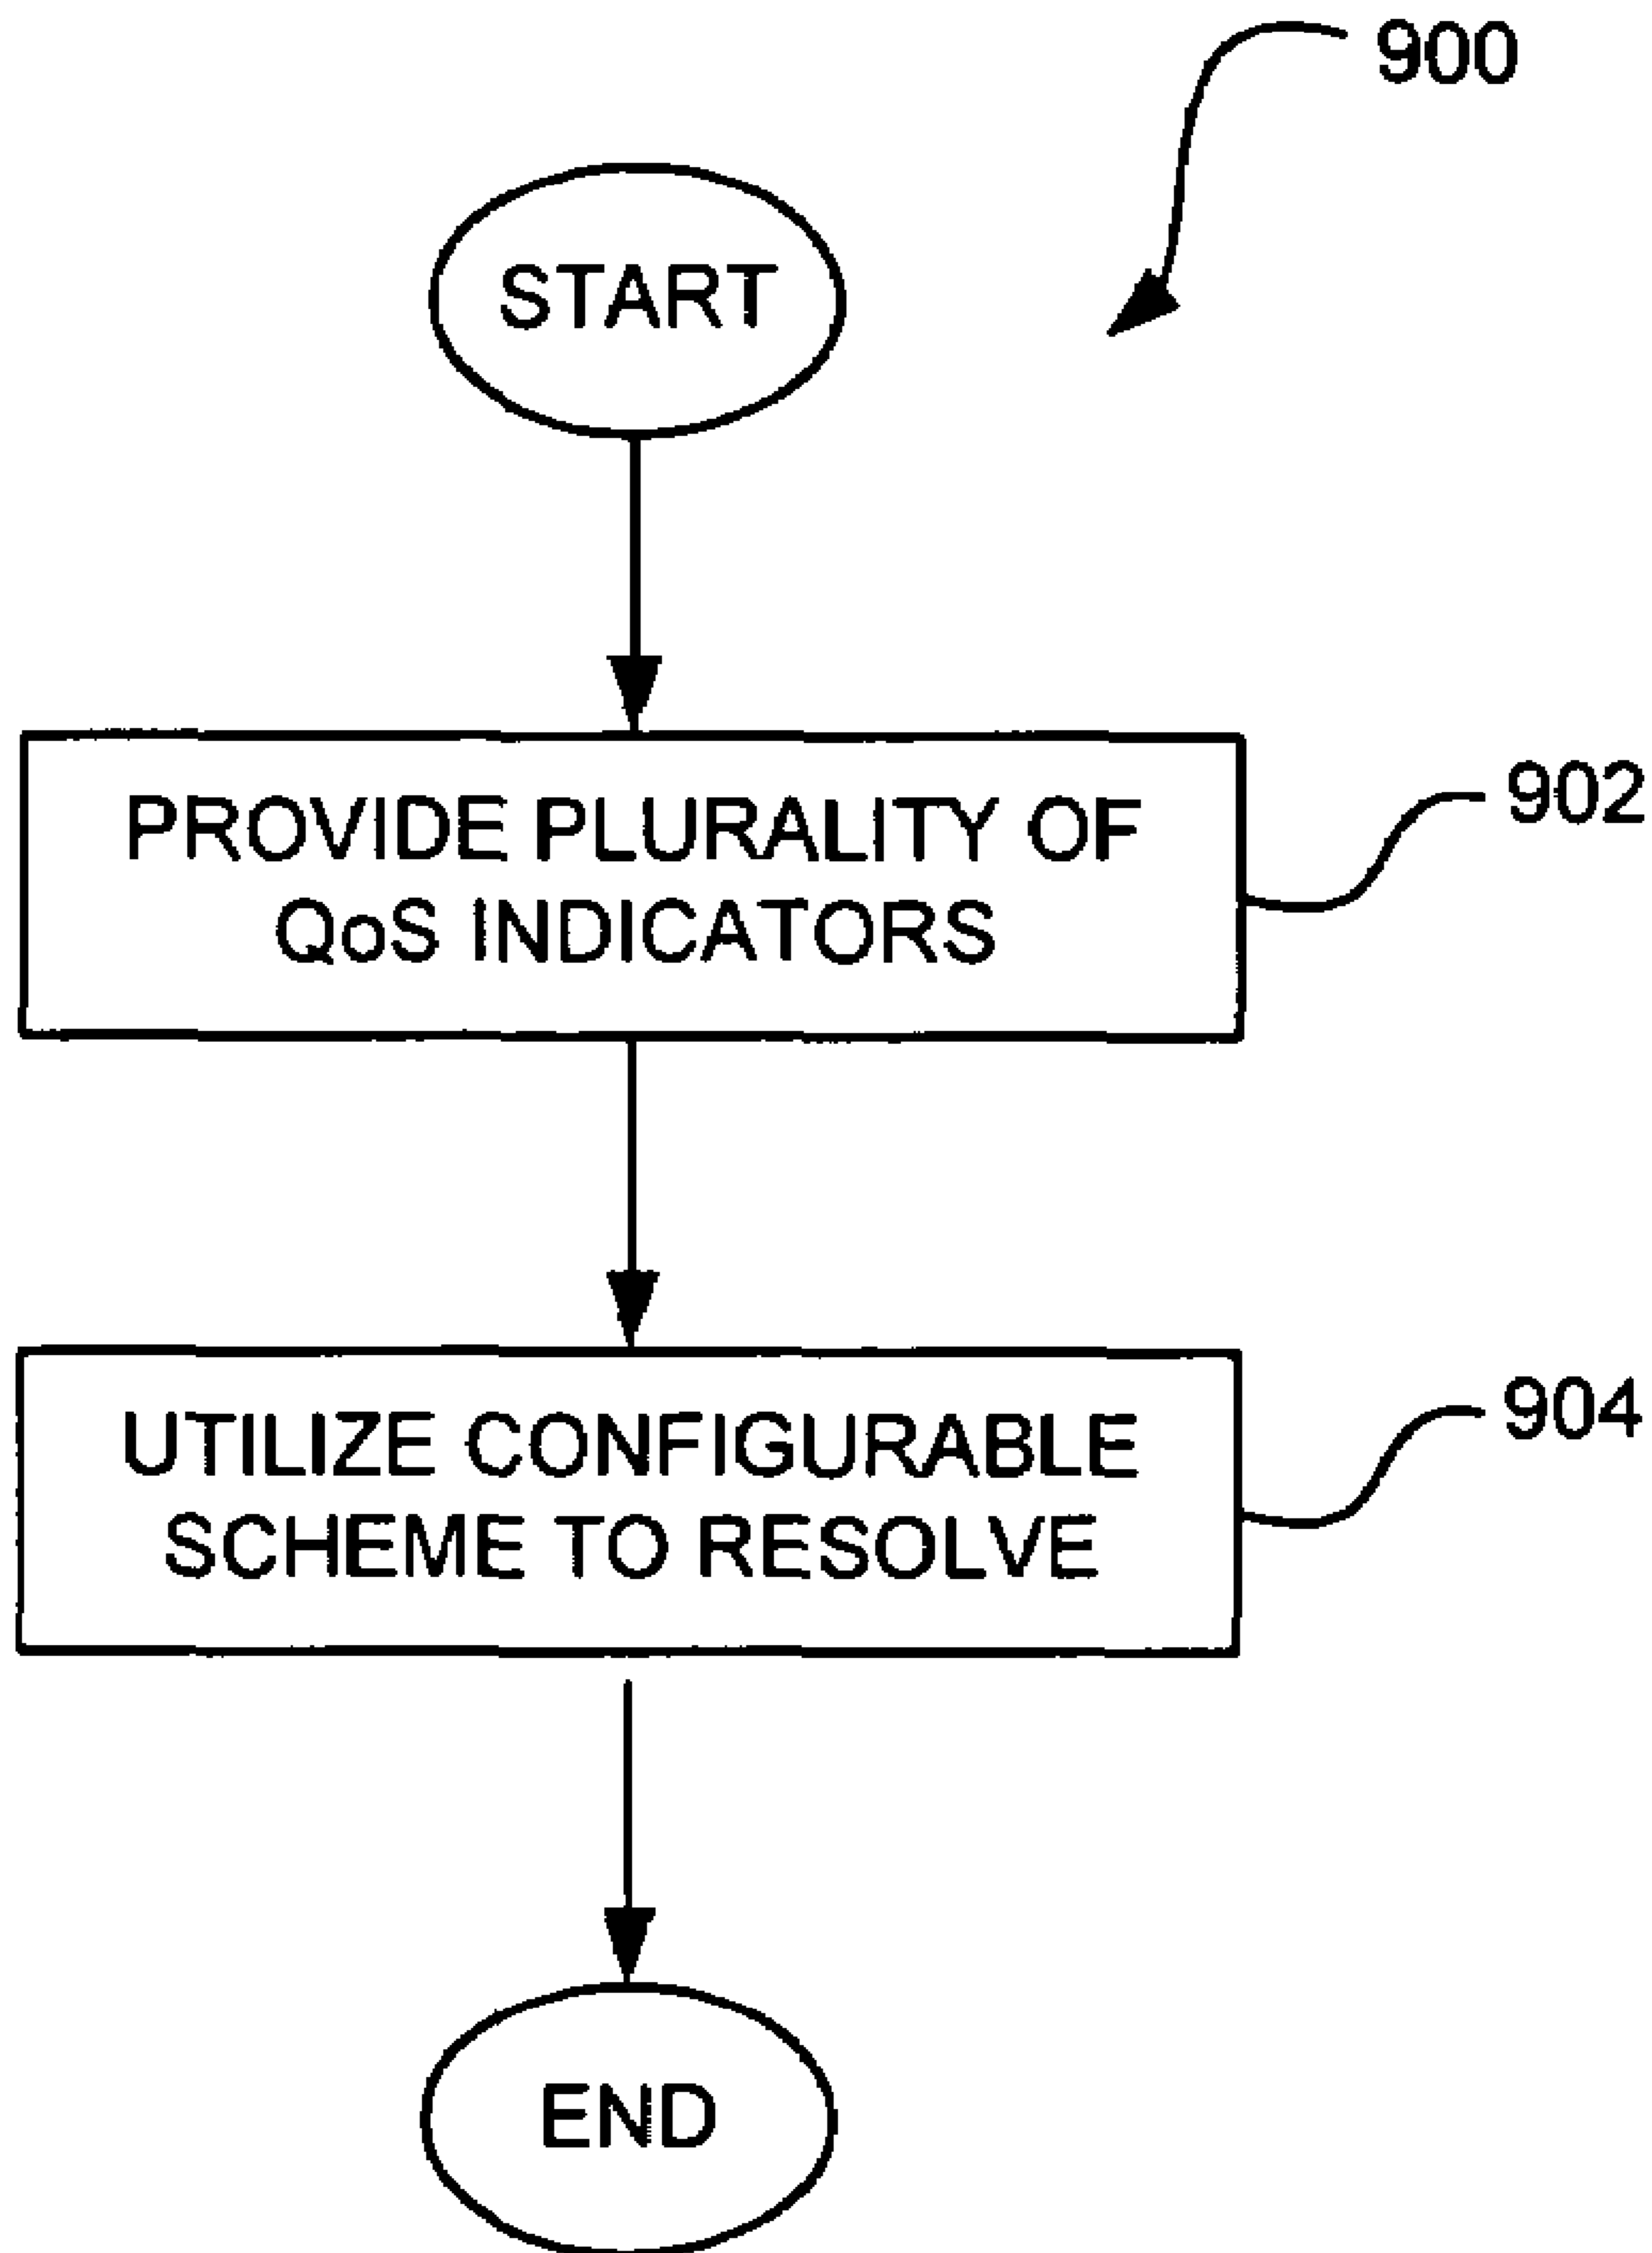 900
START
PROVIDE PLURALITY OF
QoS INDICATORS
902
UTILIZE CONFIGURABLE
SCHEME TO RESOLVE
904
END